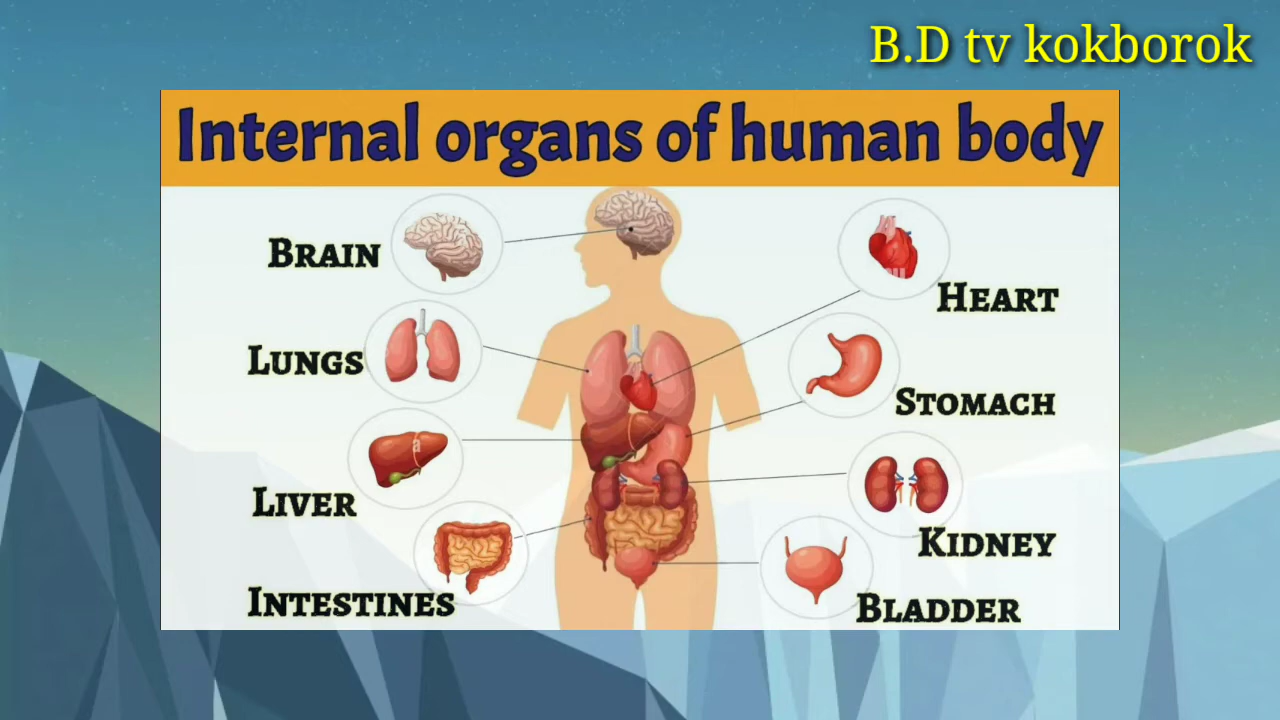 B.D tv kokborok
Internal organs of human body
BRAIN
HEART
LUNGS
STOMACH
LIVER
KIDNEY
INTESTINES
BLADDER